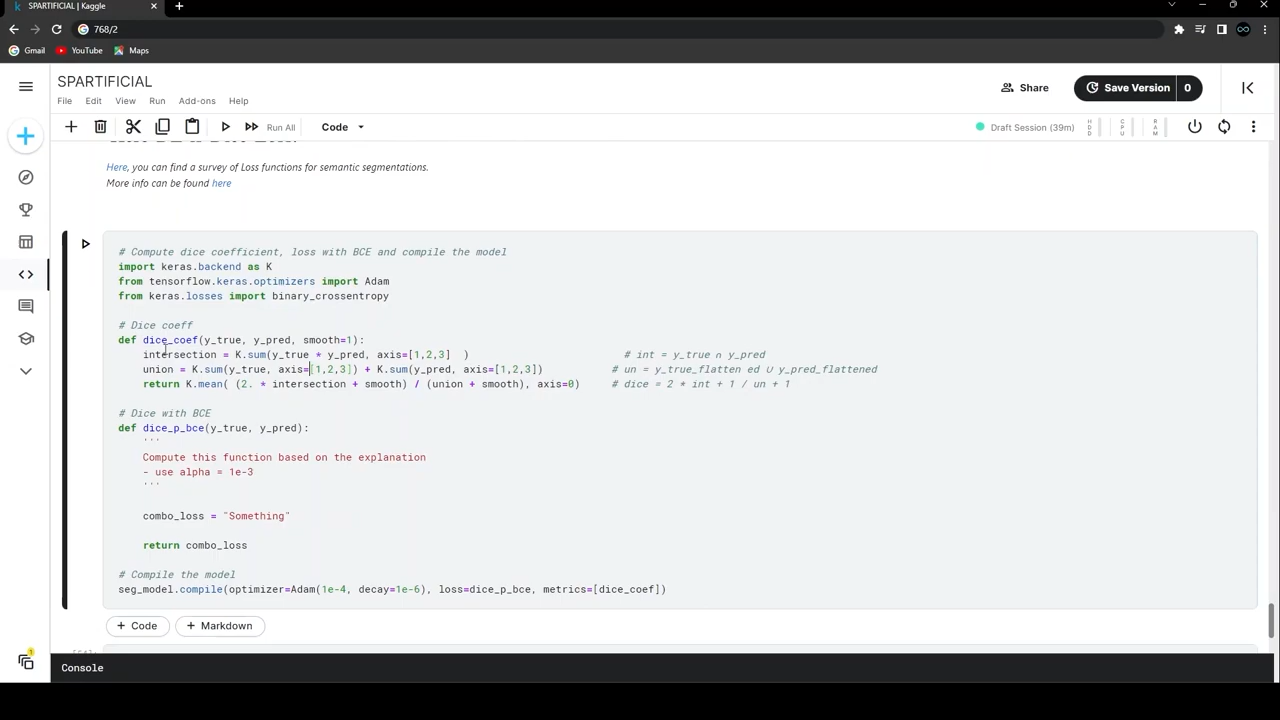 SPARTIFICIAL | Kaggle
768/2
Gmail YouTube Maps
SPARTIFICIAL
File Edit View Run Add-ons Help
Share
Save Version 0
Run All Code
Draft Session (39m)
HDD
CPU
RAM
Here, you can find a survey of Loss functions for semantic segmentations.
More info can be found here
# Compute dice coefficient, loss with BCE and compile the model
import keras.backend as K
from tensorflow.keras.optimizers import Adam
from keras.losses import binary_crossentropy
# Dice coeff
def dice_coef(y_true, y_pred, smooth=1):
intersection = K.sum(y_true * y_pred, axis=[1,2,3]  ) # int = y_true ∩ y_pred
union = K.sum(y_true, axis=[1,2,3]) + K.sum(y_pred, axis=[1,2,3]) # un = y_true_flatten ed ∪ y_pred_flattened
return K.mean( (2. * intersection + smooth) / (union + smooth), axis=0) # dice = 2 * int + 1 / un + 1
# Dice with BCE
def dice_p_bce(y_true, y_pred):
'''
Compute this function based on the explanation
- use alpha = 1e-3
'''
combo_loss = "Something"
return combo_loss
# Compile the model
seg_model.compile(optimizer=Adam(1e-4, decay=1e-6), loss=dice_p_bce, metrics=[dice_coef])
+ Code + Markdown
1
Console